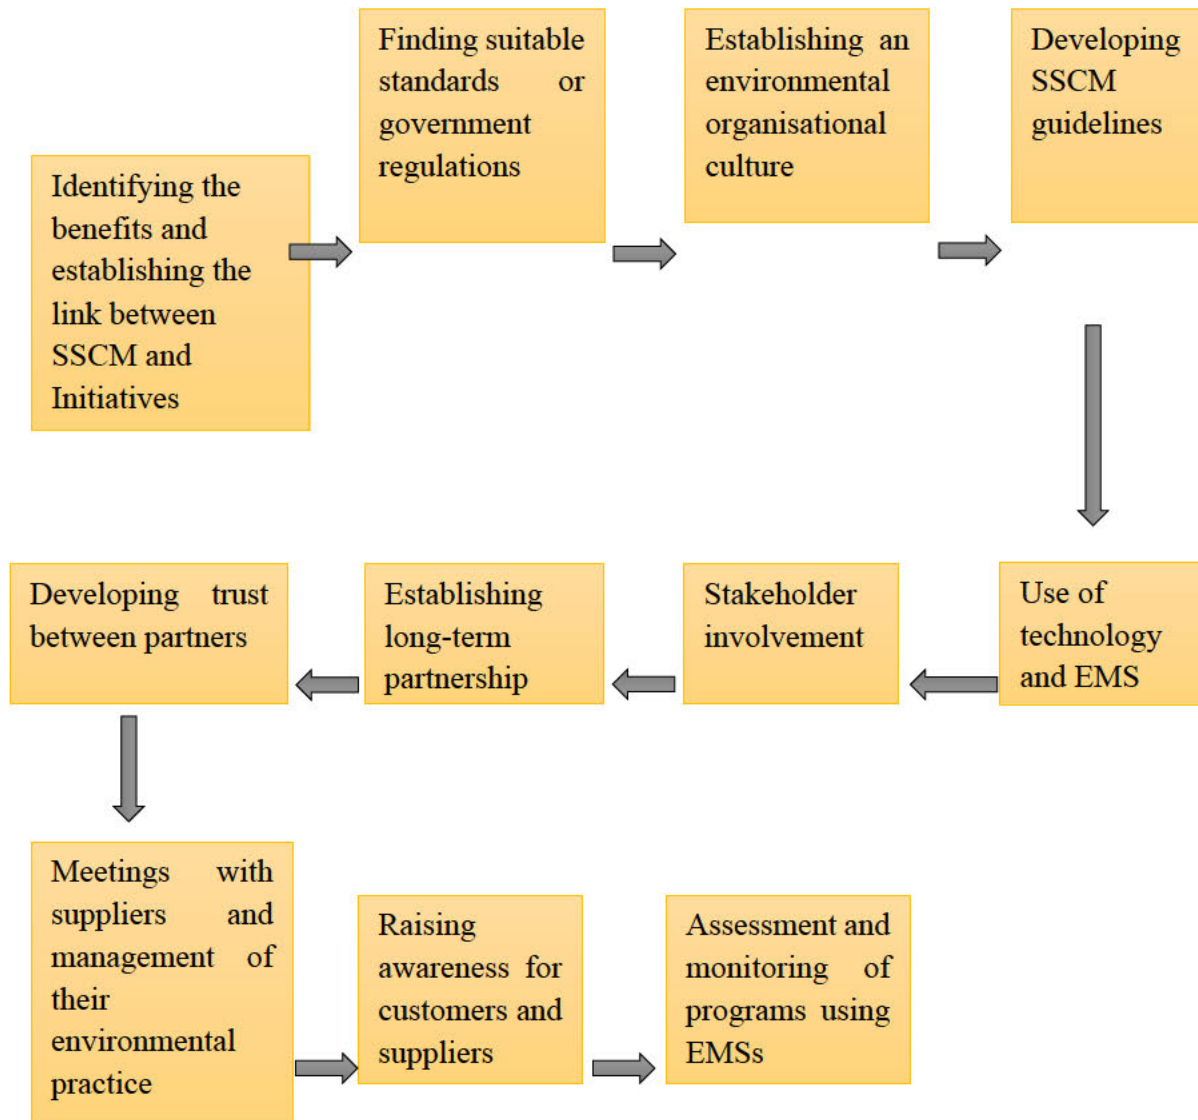 Identifying the
benefits and
establishing the
link between
SSCM and
Initiatives
Finding suitable
standards or
government
regulations
Establishing an
environmental
organisational
culture
Developing
SSCM
guidelines
Use of
technology
and EMS
Stakeholder
involvement
Establishing
long-term
partnership
Developing trust
between partners
Meetings with
suppliers and
management of
their
environmental
practice
Raising
awareness for
customers and
suppliers
Assessment and
monitoring of
programs using
EMSs